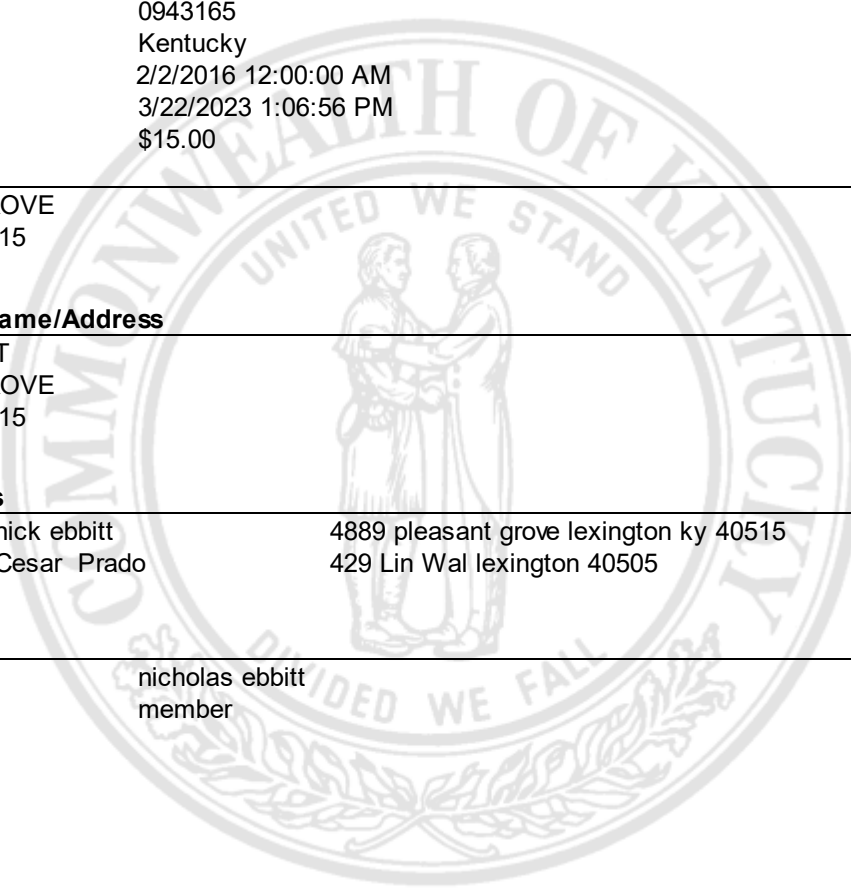 0943165
Kentucky
2/2/2016 12:00:00 AM
3/22/2023 1:06:56 PM
$15.00
OVE
15
ame/Address
T
OVE
15
s
nick ebbitt 4889 pleasant grove lexington ky 40515
Cesar Prado 429 Lin Wal lexington 40505
nicholas ebbitt
member
COMMONWEALTH OF KENTUCKY
UNITED WE STAND
DIVIDED WE FALL